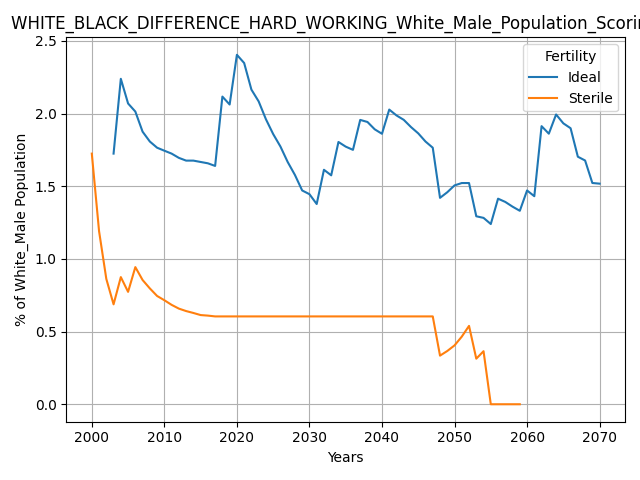 WHITE_BLACK_DIFFERENCE_HARD_WORKING_White_Male_Population_Scorin
2.5
2.0
1.5
1.0
0.5
0.0
% of White_Male Population
Fertility
Ideal
Sterile
2000 2010 2020 2030 2040 2050 2060 2070
Years